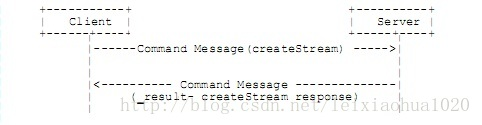 Client Server
Command Message(createStream)
Command Message
(_result- createStream response)
http://blog.csdn.net/leixiaohua1020